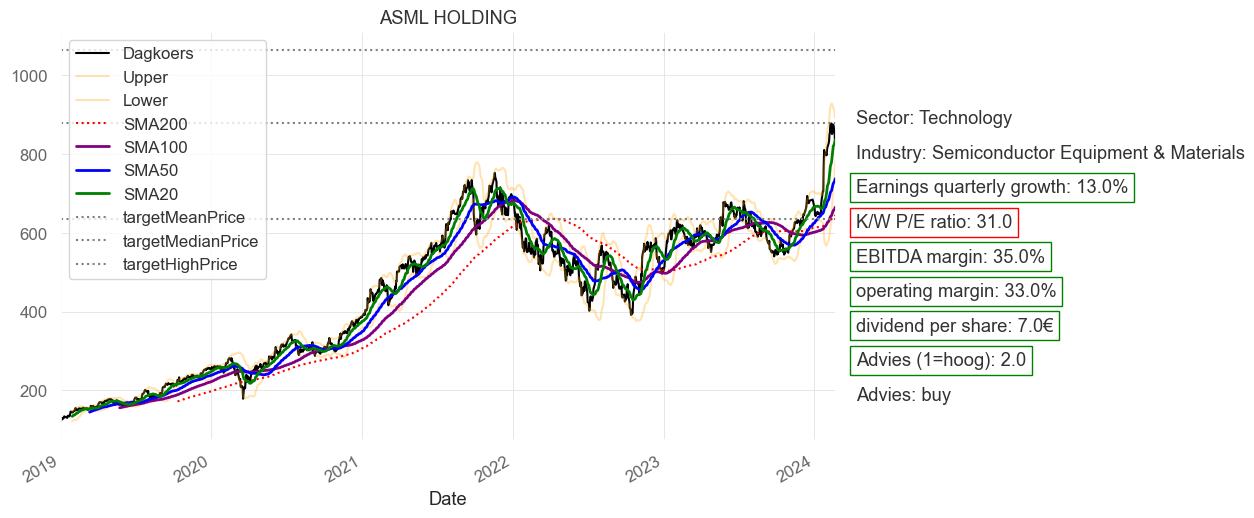 ASML HOLDING
Dagkoers
Upper
Lower
SMA200
SMA100
SMA50
SMA20
targetMeanPrice
targetMedianPrice
targetHighPrice
1000
800
600
400
200
2019
2020
2021
2022
2023
2024
Date
Sector: Technology
Industry: Semiconductor Equipment & Materials
Earnings quarterly growth: 13.0%
K/W P/E ratio: 31.0
EBITDA margin: 35.0%
operating margin: 33.0%
dividend per share: 7.0€
Advies (1=hoog): 2.0
Advies: buy